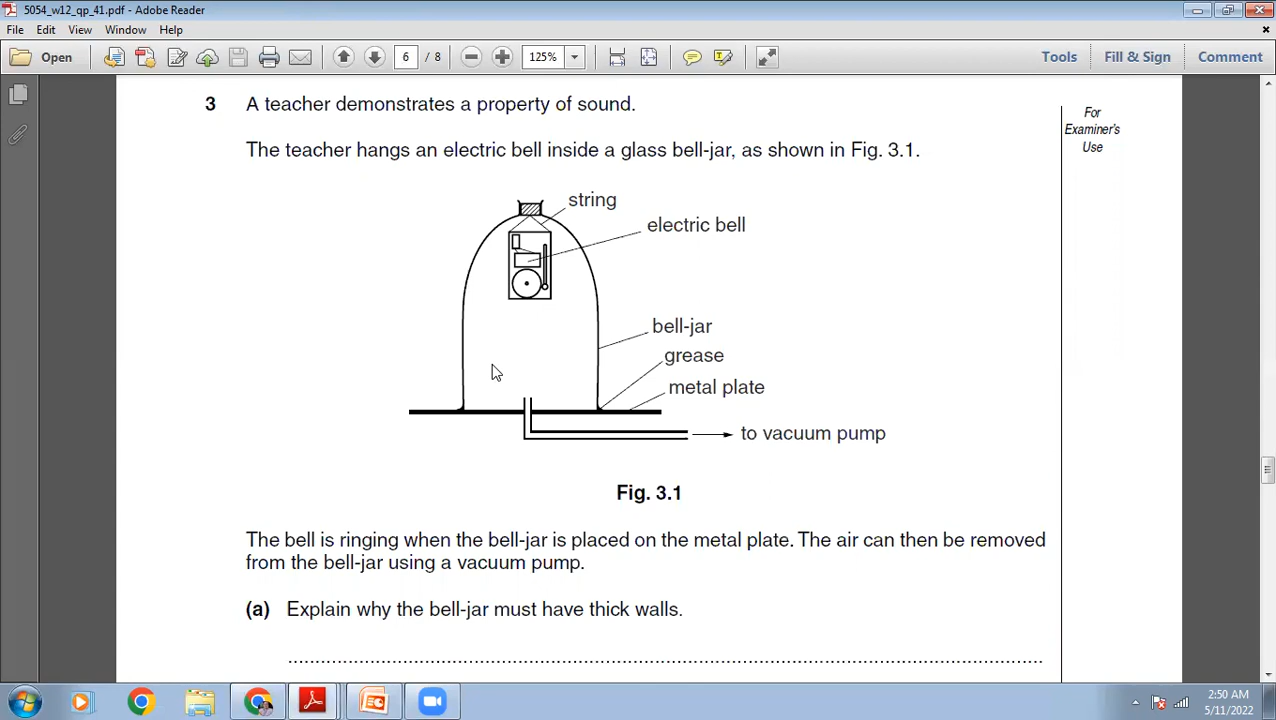 5054_w12_qp_41.pdf - Adobe Reader
File Edit View Window Help
Open 6 / 8 125% Tools Fill & Sign Comment
3 A teacher demonstrates a property of sound.
For
Examiner's
Use
The teacher hangs an electric bell inside a glass bell-jar, as shown in Fig. 3.1.
string
electric bell
bell-jar
grease
metal plate
to vacuum pump
Fig. 3.1
The bell is ringing when the bell-jar is placed on the metal plate. The air can then be removed
from the bell-jar using a vacuum pump.
(a) Explain why the bell-jar must have thick walls.
2:50 AM
5/11/2022